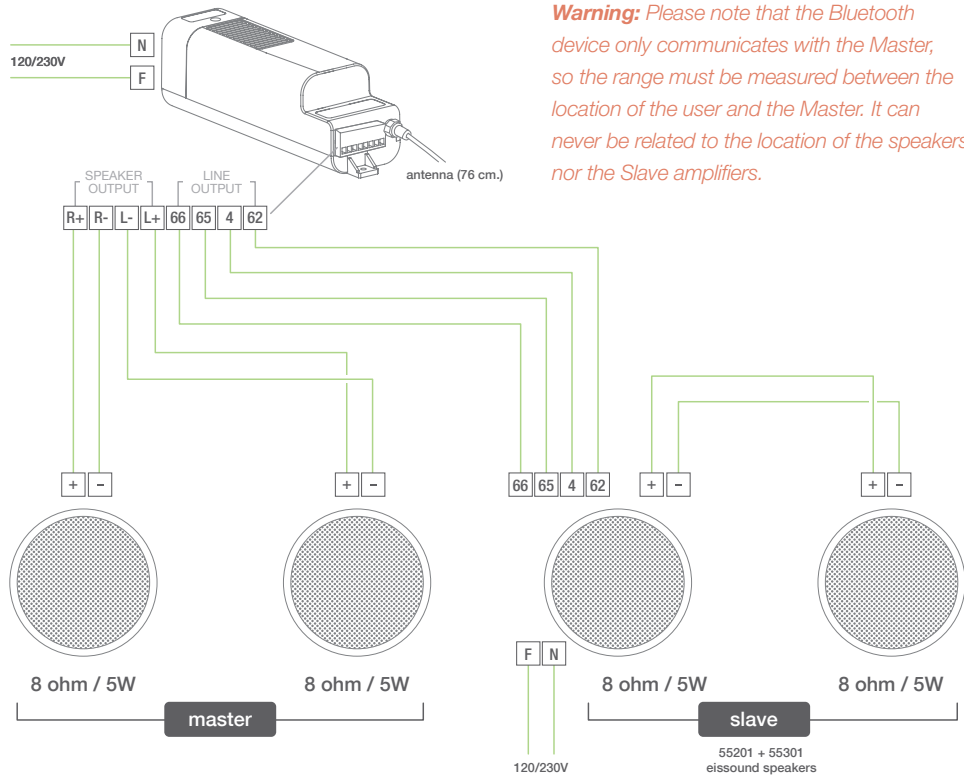 Warning: Please note that the Bluetooth
device only communicates with the Master,
so the range must be measured between the
location of the user and the Master. It can
never be related to the location of the speakers
nor the Slave amplifiers.
N
120/230V
F
antenna (76 cm.)
SPEAKER
OUTPUT
LINE
OUTPUT
R+ R- L- L+ 66 65 4 62
+ - + - 66 65 4 62 + - + -
F N
8 ohm / 5W 8 ohm / 5W 8 ohm / 5W 8 ohm / 5W
master
slave
55201 + 55301
eissound speakers
120/230V